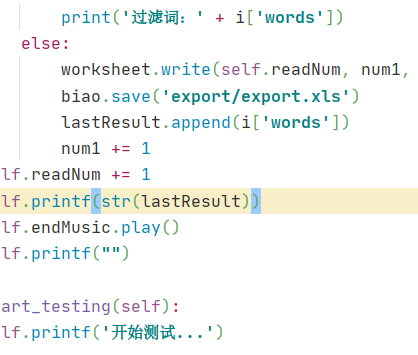 print('过滤词：' + i['words'])
else:
worksheet.write(self.readNum, num1,
biao.save('export/export.xls')
lastResult.append(i['words'])
num1 += 1
lf.readNum += 1
lf.printf(str(lastResult))
lf.endMusic.play()
lf.printf("")
art_testing(self):
lf.printf('开始测试...')